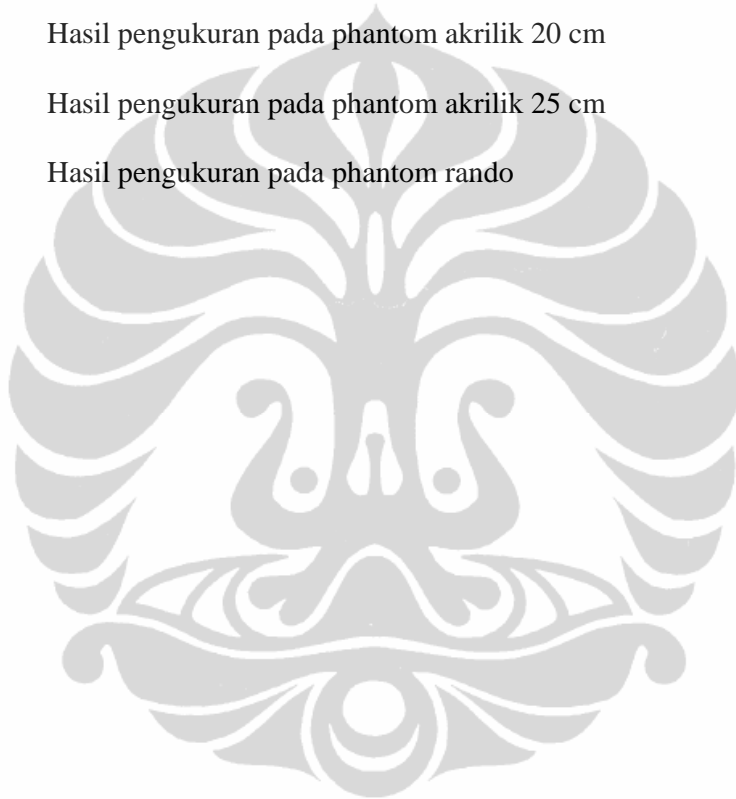 Hasil pengukuran pada phantom akrilik 20 cm
Hasil pengukuran pada phantom akrilik 25 cm
Hasil pengukuran pada phantom rando